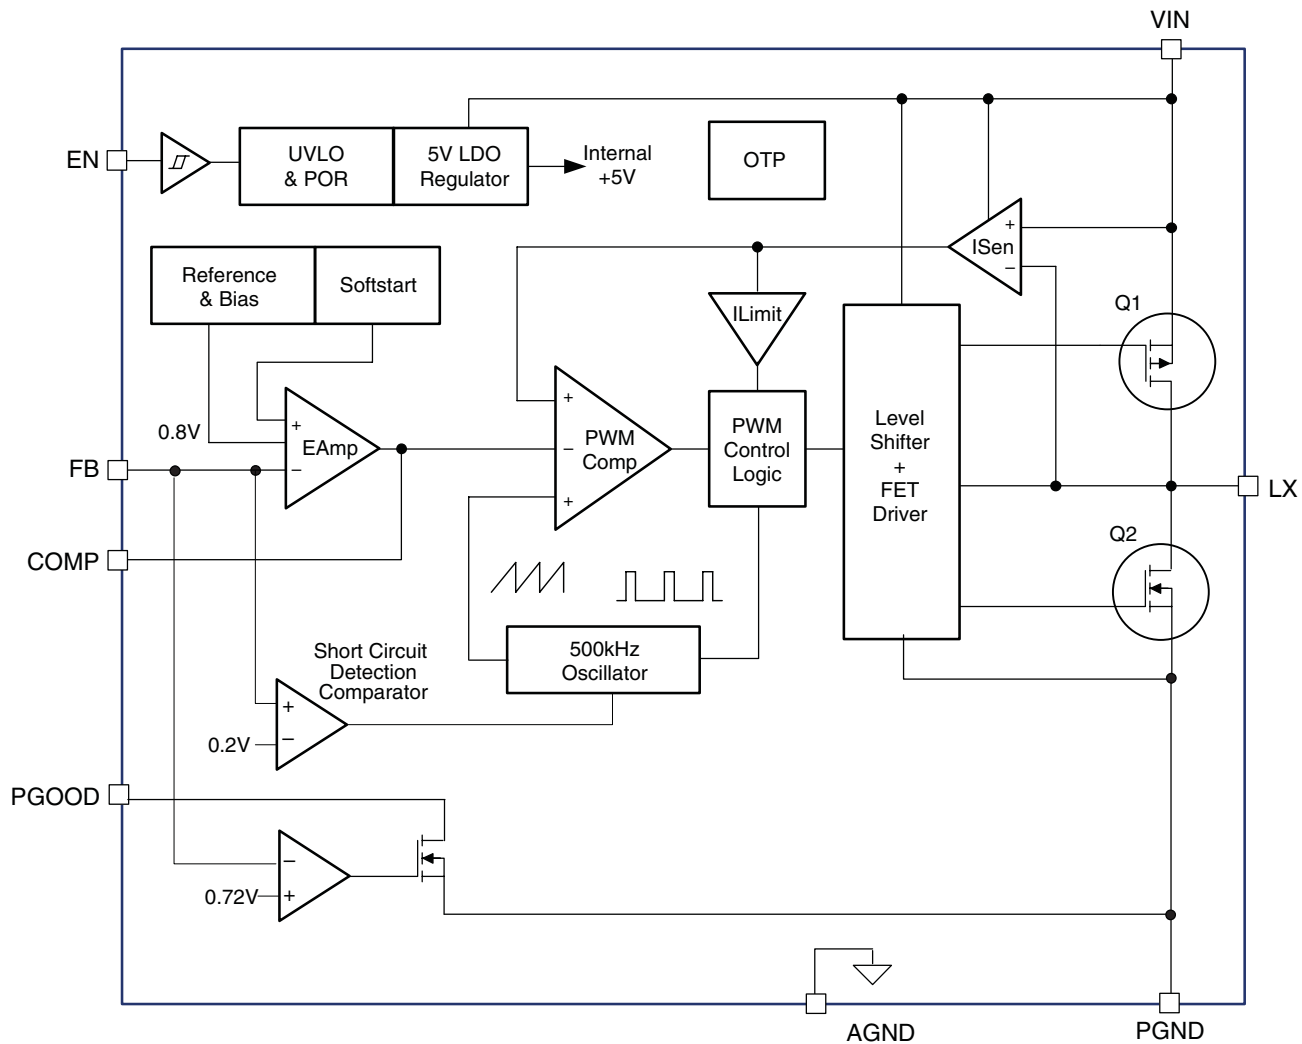 VIN
EN
UVLO
& POR
5V LDO
Regulator
Internal
+5V
OTP
+
ISen
−
Reference
& Bias
Softstart
ILimit
Q1
0.8V
+
EAmp
−
FB
+
−
PWM
Comp
+
PWM
Control
Logic
Level
Shifter
+
FET
Driver
LX
Q2
COMP
500kHz
Oscillator
Short Circuit
Detection
Comparator
+
0.2V
−
PGOOD
−
0.72V
+
AGND
PGND